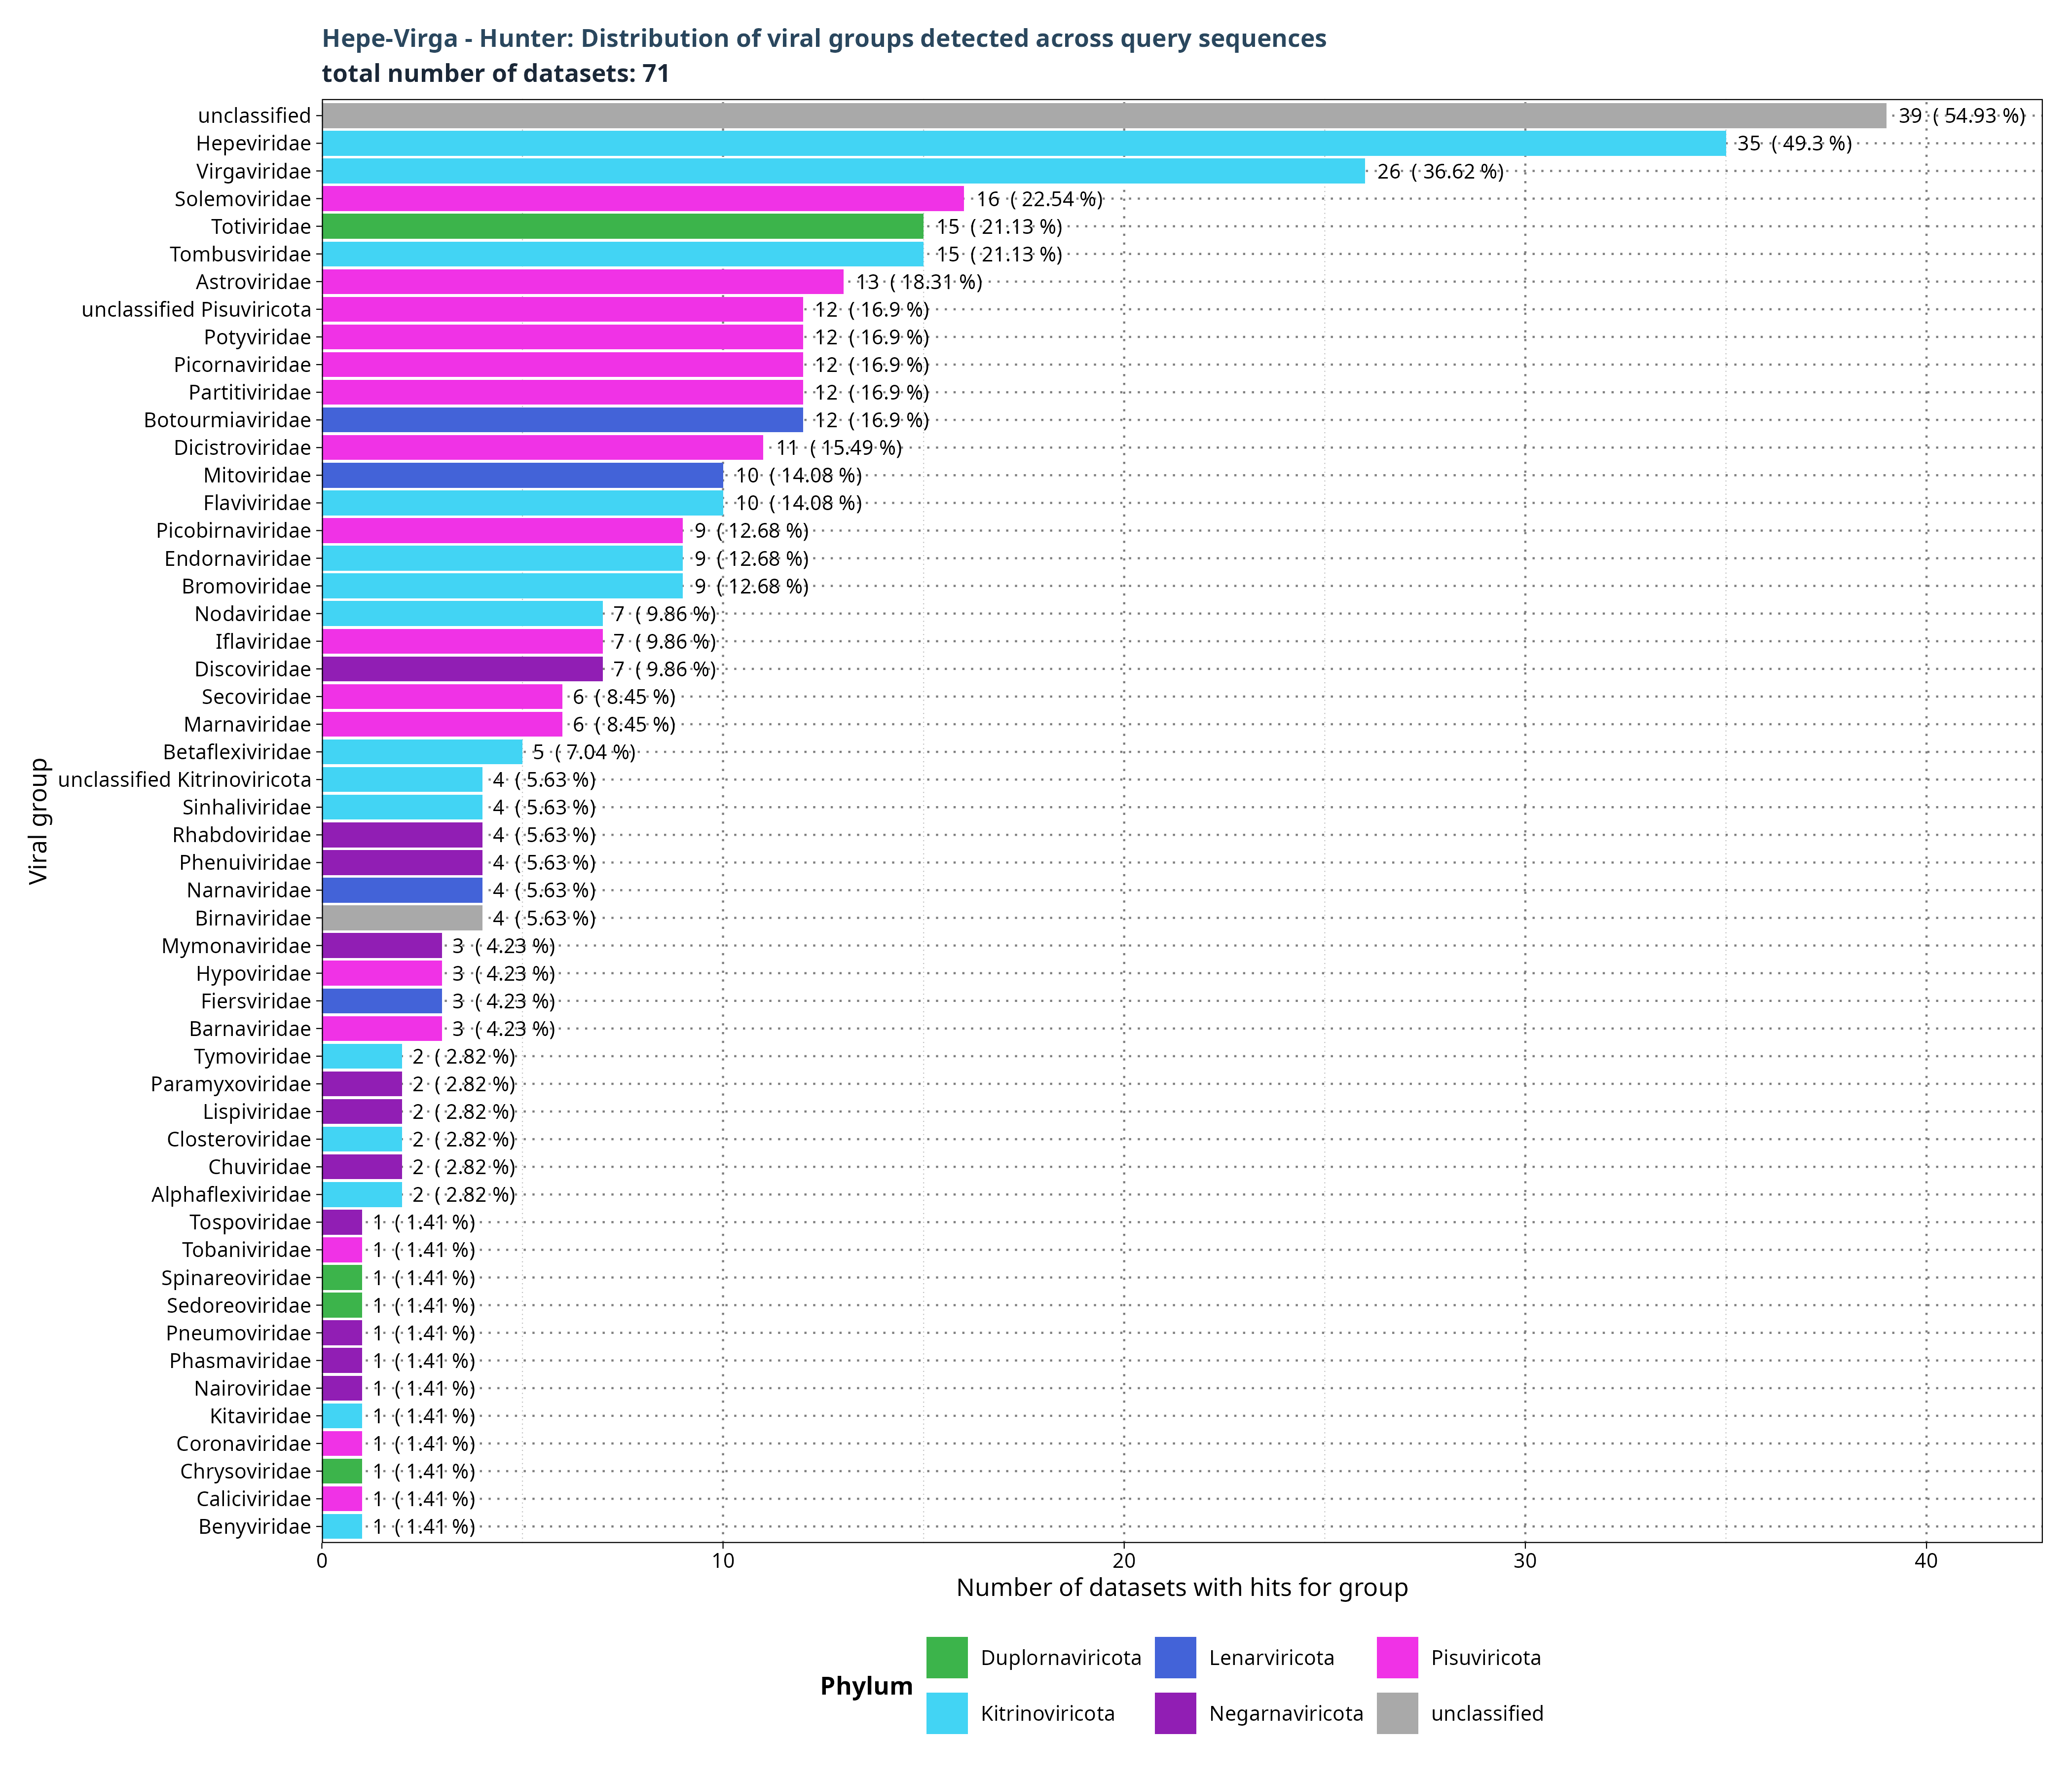 Hepe-Virga - Hunter: Distribution of viral groups detected across query sequences
total number of datasets: 71
unclassified 39 ( 54.93 %)
Hepeviridae 35 ( 49.3 %)
Virgaviridae 26 ( 36.62 %)
Solemoviridae 16 ( 22.54 %)
Totiviridae 15 ( 21.13 %)
Tombusviridae 15 ( 21.13 %)
Astroviridae 13 ( 18.31 %)
unclassified Pisuviricota 12 ( 16.9 %)
Potyviridae 12 ( 16.9 %)
Picornaviridae 12 ( 16.9 %)
Partitiviridae 12 ( 16.9 %)
Botourmiaviridae 12 ( 16.9 %)
Dicistroviridae 11 ( 15.49 %)
Mitoviridae 10 ( 14.08 %)
Flaviviridae 10 ( 14.08 %)
Picobirnaviridae 9 ( 12.68 %)
Endornaviridae 9 ( 12.68 %)
Bromoviridae 9 ( 12.68 %)
Nodaviridae 7 ( 9.86 %)
Iflaviridae 7 ( 9.86 %)
Discoviridae 7 ( 9.86 %)
Secoviridae 6 ( 8.45 %)
Marnaviridae 6 ( 8.45 %)
Betaflexiviridae 5 ( 7.04 %)
unclassified Kitrinoviricota 4 ( 5.63 %)
Sinhaliviridae 4 ( 5.63 %)
Rhabdoviridae 4 ( 5.63 %)
Phenuiviridae 4 ( 5.63 %)
Narnaviridae 4 ( 5.63 %)
Birnaviridae 4 ( 5.63 %)
Mymonaviridae 3 ( 4.23 %)
Hypoviridae 3 ( 4.23 %)
Fiersviridae 3 ( 4.23 %)
Barnaviridae 3 ( 4.23 %)
Tymoviridae 2 ( 2.82 %)
Paramyxoviridae 2 ( 2.82 %)
Lispiviridae 2 ( 2.82 %)
Closteroviridae 2 ( 2.82 %)
Chuviridae 2 ( 2.82 %)
Alphaflexiviridae 2 ( 2.82 %)
Tospoviridae 1 ( 1.41 %)
Tobaniviridae 1 ( 1.41 %)
Spinareoviridae 1 ( 1.41 %)
Sedoreoviridae 1 ( 1.41 %)
Pneumoviridae 1 ( 1.41 %)
Phasmaviridae 1 ( 1.41 %)
Nairoviridae 1 ( 1.41 %)
Kitaviridae 1 ( 1.41 %)
Coronaviridae 1 ( 1.41 %)
Chrysoviridae 1 ( 1.41 %)
Caliciviridae 1 ( 1.41 %)
Benyviridae 1 ( 1.41 %)
Viral group
0 10 20 30 40
Number of datasets with hits for group
Phylum
Duplornaviricota Lenarviricota Pisuviricota
Kitrinoviricota Negarnaviricota unclassified